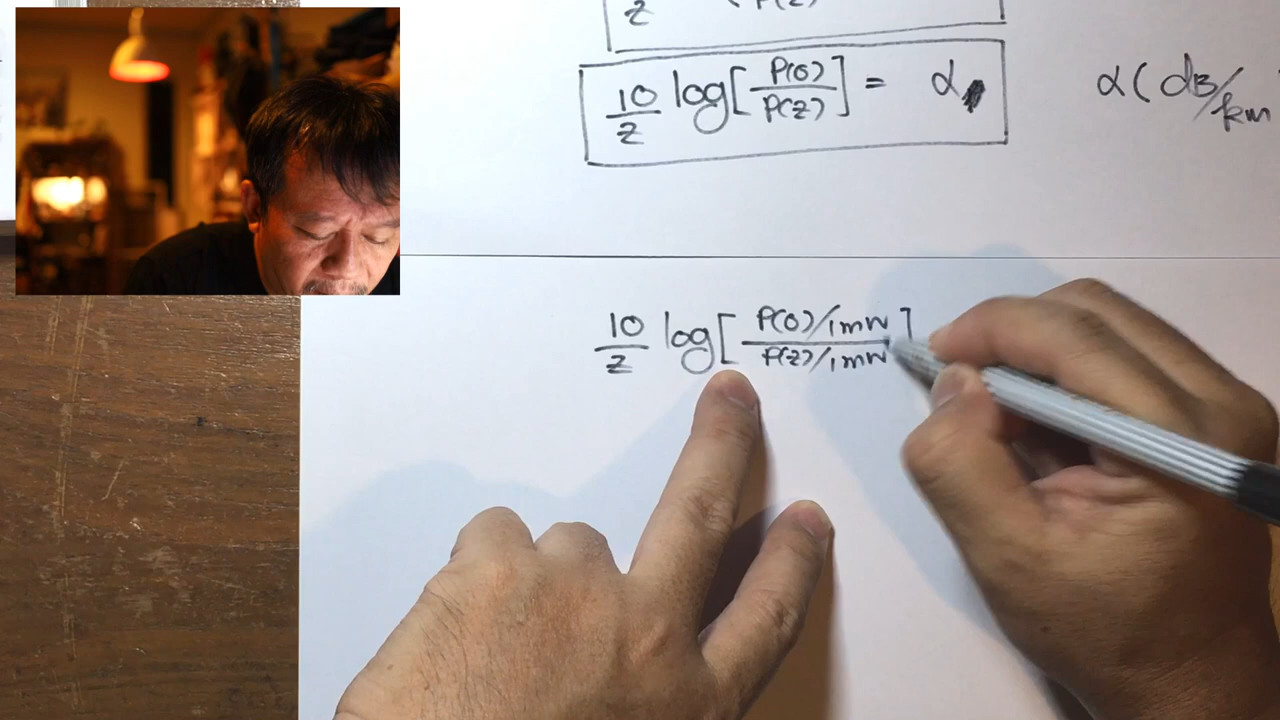 z P(z)
10/z log[P(0)/P(z)] = α α(dB/km
10/z log[(P(0)/1mW)/(P(z)/1mW)]